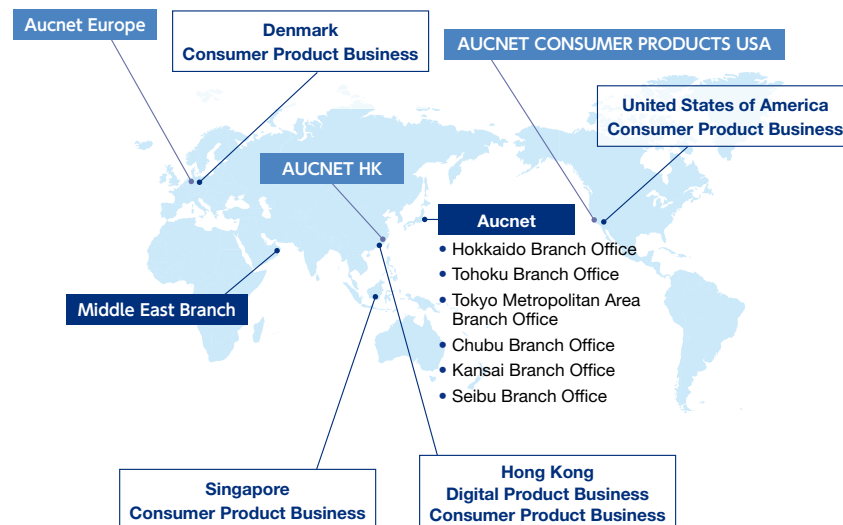 Aucnet Europe
Denmark
Consumer Product Business
AUCNET CONSUMER PRODUCTS USA
United States of America
Consumer Product Business
AUCNET HK
Aucnet
• Hokkaido Branch Office
• Tohoku Branch Office
• Tokyo Metropolitan Area
Branch Office
• Chubu Branch Office
• Kansai Branch Office
• Seibu Branch Office
Middle East Branch
Singapore
Consumer Product Business
Hong Kong
Digital Product Business
Consumer Product Business